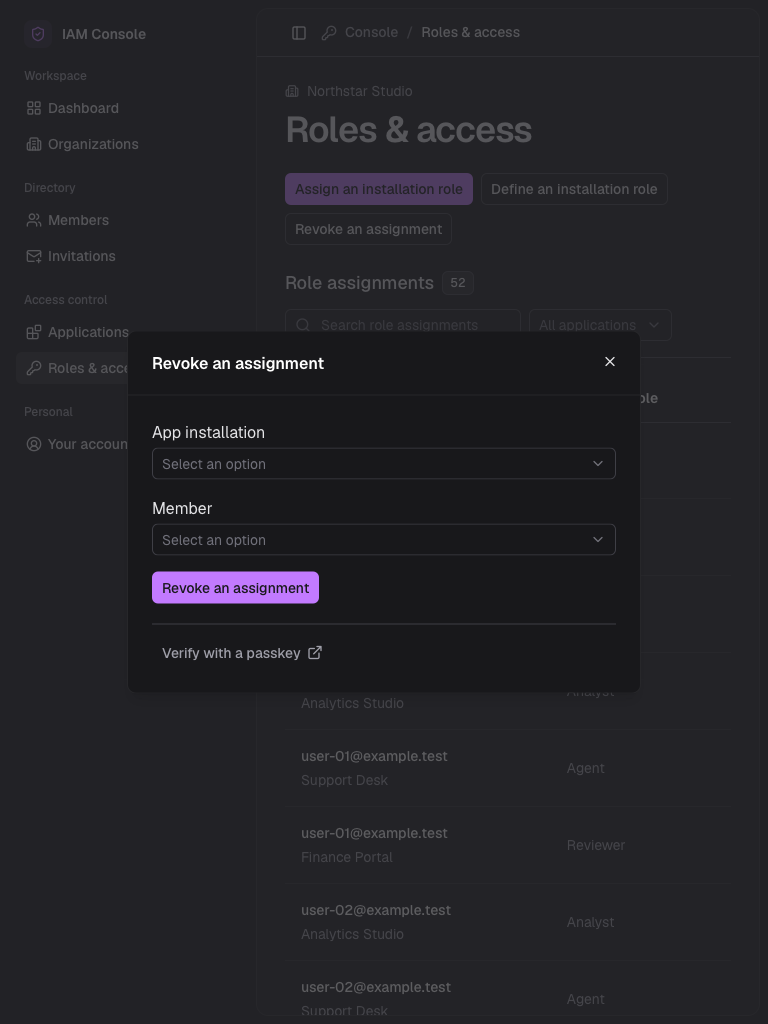 IAM Console
Workspace
Dashboard
Organizations
Directory
Members
Invitations
Access control
Applications
Roles & acce
Personal
Your accoun
Console / Roles & access
Northstar Studio
Roles & access
Assign an installation role
Define an installation role
Revoke an assignment
Role assignments 52
Search role assignments
All applications
Revoke an assignment
App installation
Select an option
Member
Select an option
Revoke an assignment
Verify with a passkey
Analyst
Analytics Studio
user-01@example.test
Support Desk
Agent
user-01@example.test
Finance Portal
Reviewer
user-02@example.test
Analytics Studio
Analyst
user-02@example.test
Support Desk
Agent